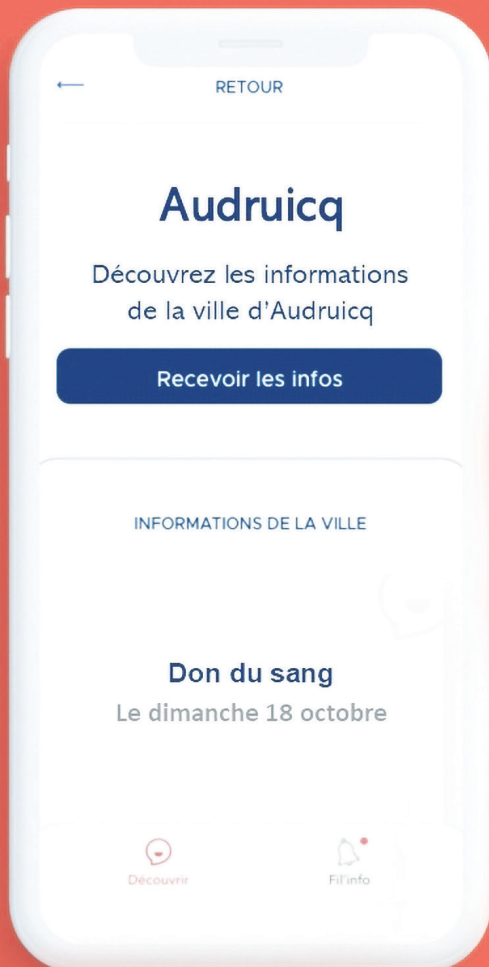 ← RETOUR
Audruicq
Découvrez les informations
de la ville d'Audruicq
Recevoir les infos
INFORMATIONS DE LA VILLE
Don du sang
Le dimanche 18 octobre
Découvrir
Fil'info